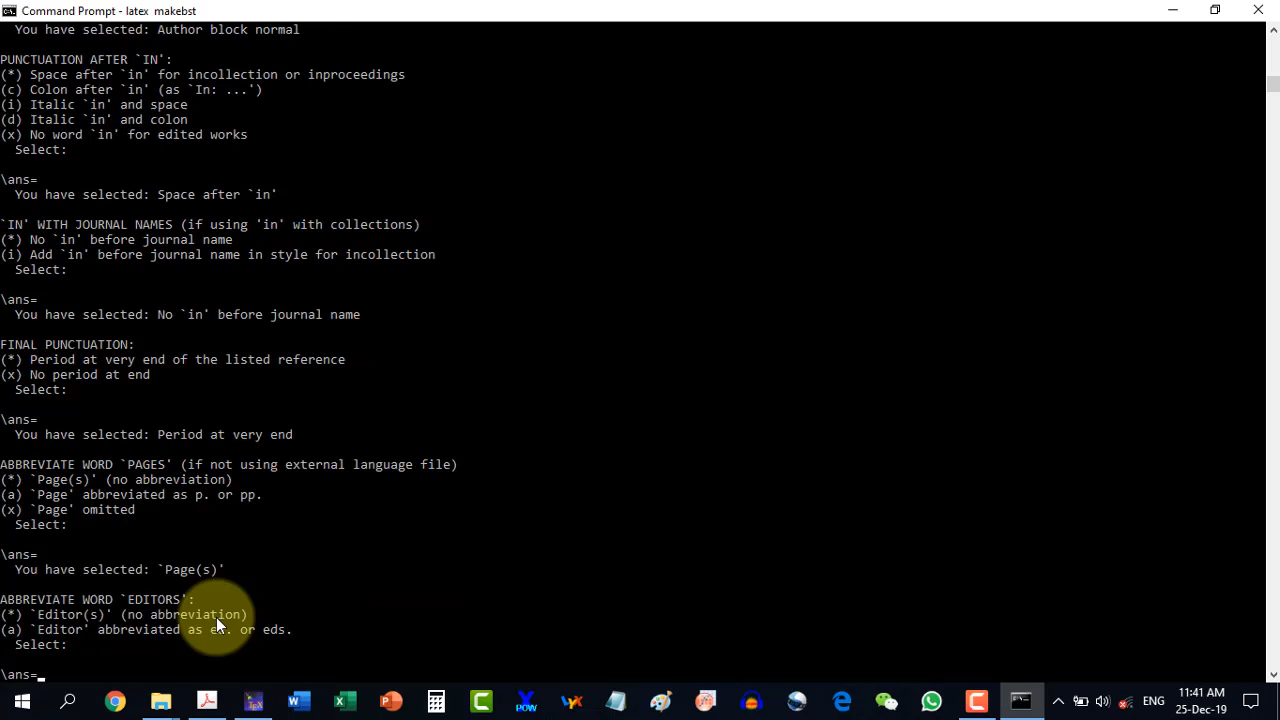 Command Prompt - latex  makebst
You have selected: Author block normal
PUNCTUATION AFTER `IN':
(*) Space after `in' for incollection or inproceedings
(c) Colon after `in' (as `In: ...')
(i) Italic `in' and space
(d) Italic `in' and colon
(x) No word `in' for edited works
Select:
\ans=
You have selected: Space after `in'
`IN' WITH JOURNAL NAMES (if using 'in' with collections)
(*) No `in' before journal name
(i) Add `in' before journal name in style for incollection
Select:
\ans=
You have selected: No `in' before journal name
FINAL PUNCTUATION:
(*) Period at very end of the listed reference
(x) No period at end
Select:
\ans=
You have selected: Period at very end
ABBREVIATE WORD `PAGES' (if not using external language file)
(*) `Page(s)' (no abbreviation)
(a) `Page' abbreviated as p. or pp.
(x) `Page' omitted
Select:
\ans=
You have selected: `Page(s)'
ABBREVIATE WORD `EDITORS':
(*) `Editor(s)' (no abbreviation)
(a) `Editor' abbreviated as or eds.
Select:
\ans=
POW
ENG
11:41 AM
25-Dec-19